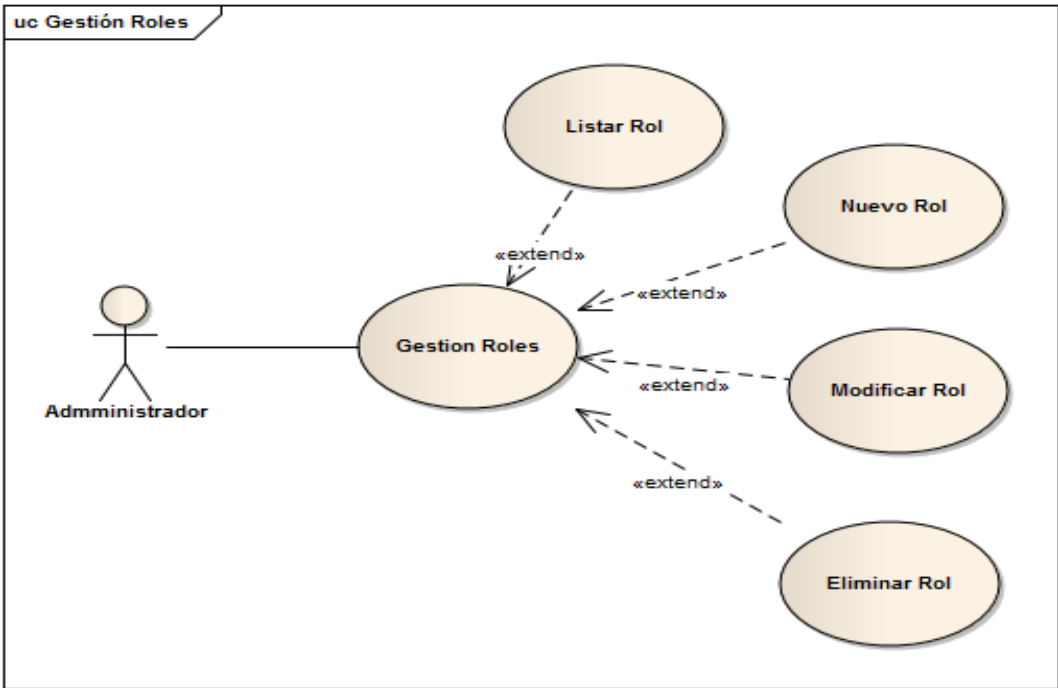 uc Gestión Roles
Listar Rol
Nuevo Rol
«extend»
«extend»
Gestion Roles
«extend»
Modificar Rol
Admministrador
«extend»
Eliminar Rol